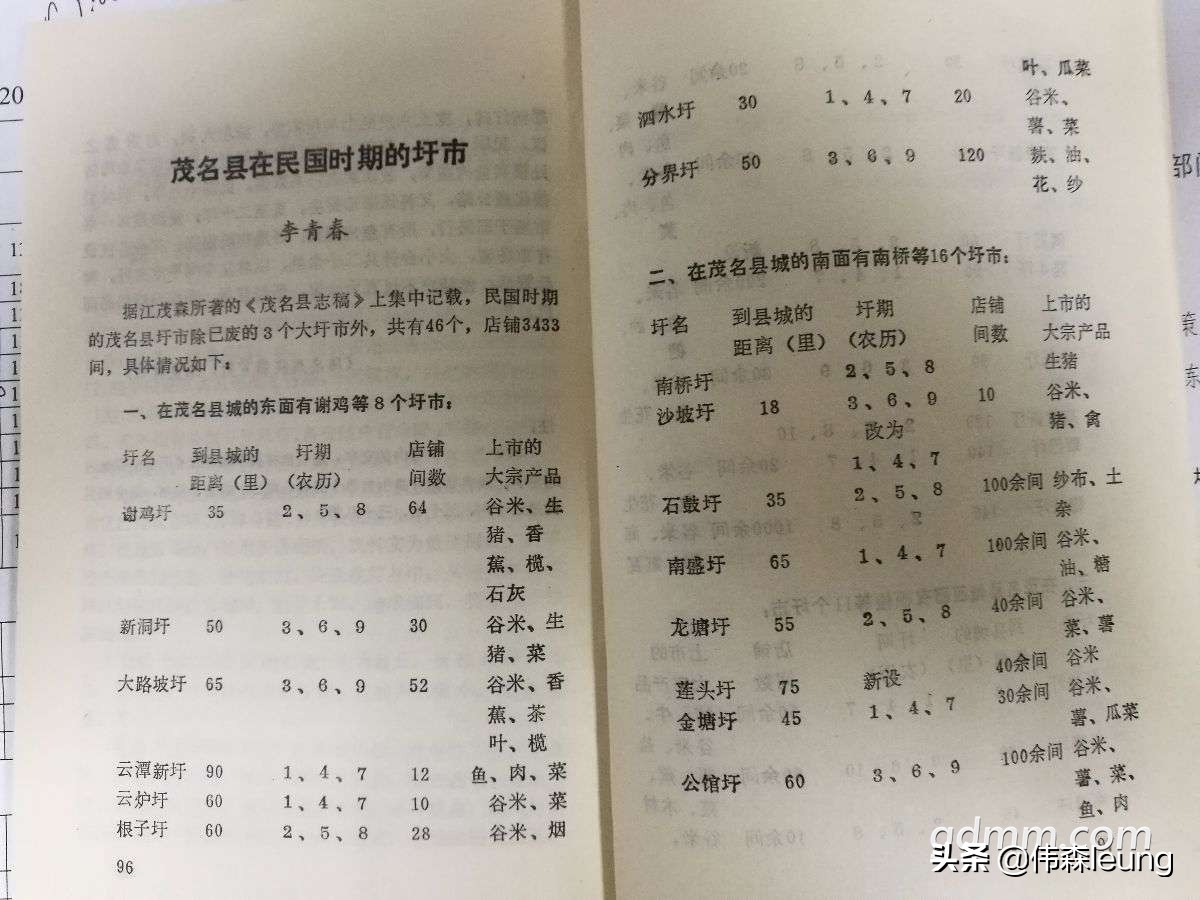 茂名县在民国时期的圩市
李青春
据江茂森所著的《茂名县志稿》上集中记载，民国时期
的茂名县圩市除已废的3个大圩市外，共有46个，店铺3433
间，具体情况如下：
一、在茂名县城的东面有谢鸡等8个圩市：
圩名 到县城的 圩期 店铺 上市的
距离（里）（农历） 间数 大宗产品
谢鸡圩 35 2、5、8 64 谷米、生
猪、香
蕉、榄、
石灰
新洞圩 50 3、6、9 30 谷米、生
猪、菜
大路坡圩 65 3、6、9 52 谷米、香
蕉、茶
叶、榄
云潭新圩 90 1、4、7 12 鱼、肉、菜
云炉圩 60 1、4、7 10 谷米、菜
根子圩 60 2、5、8 28 谷米、烟
96
叶、瓜菜
泗水圩 30 1、4、7 20 谷米、
薯、菜
分界圩 50 3、6、9 120 麸、油、
花、纱
二、在茂名县城的南面有南桥等16个圩市：
圩名 到县城的 圩期 店铺 上市的
距离（里）（农历） 间数 大宗产品
南桥圩 2、5、8 生猪
沙坡圩 18 3、6、9 10 谷米、
改为 猪、禽
1、4、7
石鼓圩 35 2、5、8 100余间 纱布、土
杂
南盛圩 65 1、4、7 100余间 谷米、
油、糖
龙塘圩 55 2、5、8 40余间 谷米、
菜、薯
莲头圩 75 新设 40余间 谷米
金塘圩 45 1、4、7 30余间 谷米、
薯、瓜菜
公馆圩 60 3、6、9 100余间 谷米、
薯、菜、
鱼、肉
gdmm.com
头条 @伟森leung
20
部